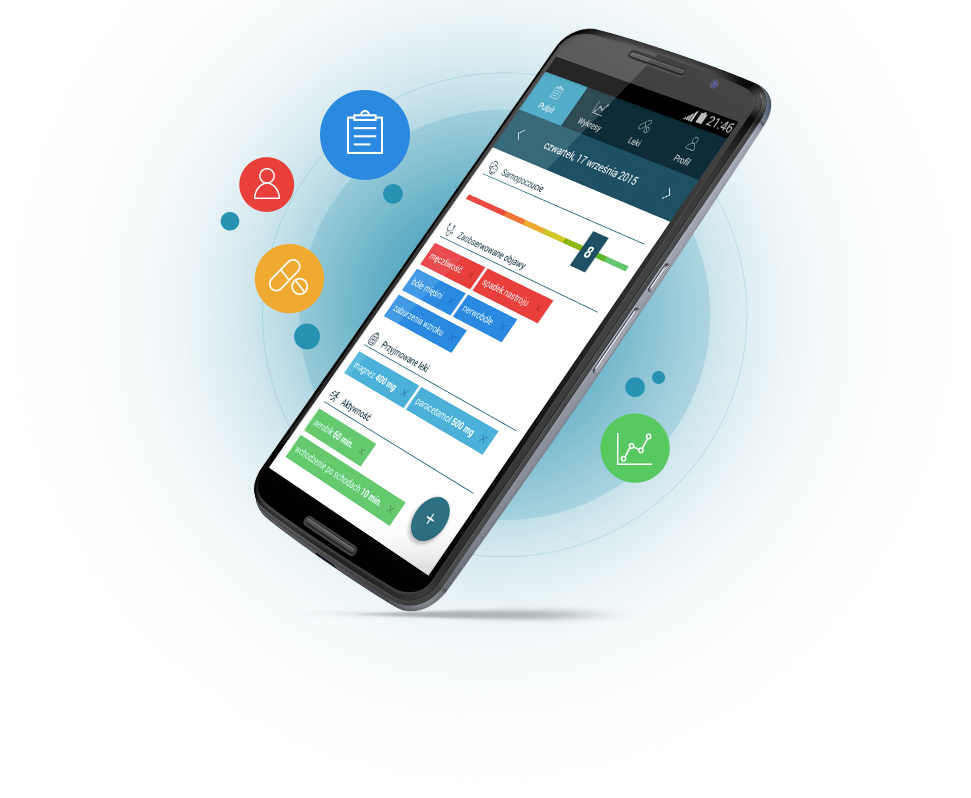 21:46
Pulpit
Wykresy
Leki
Profil
czwartek, 17 września 2015
Samopoczucie
8
Zaobserwowane objawy
męczliwość X spadek nastroju X
bóle mięśni X nerwobóle X
zaburzenia wzroku X
Przyjmowane leki
magnez 400 mg X paracetamol 500 mg X
Aktywność
aerobik 60 min. X
wchodzenie po schodach 10 min. X
+